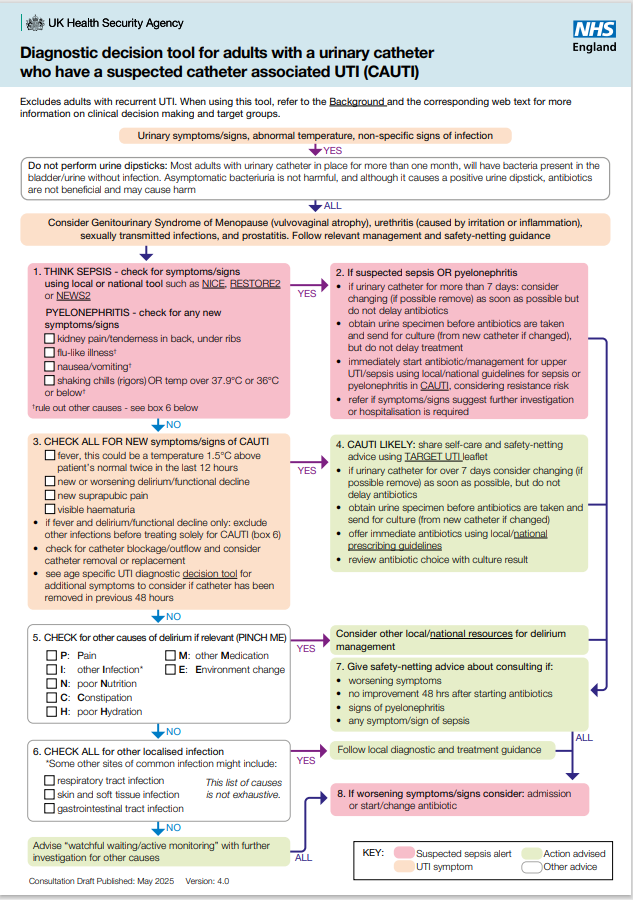 UK Health Security Agency
NHS
England
Diagnostic decision tool for adults with a urinary catheter
who have a suspected catheter associated UTI (CAUTI)
Excludes adults with recurrent UTI. When using this tool, refer to the Background and the corresponding web text for more
information on clinical decision making and target groups.
Urinary symptoms/signs, abnormal temperature, non-specific signs of infection
YES
Do not perform urine dipsticks: Most adults with urinary catheter in place for more than one month, will have bacteria present in the
bladder/urine without infection. Asymptomatic bacteriuria is not harmful, and although it causes a positive urine dipstick, antibiotics
are not beneficial and may cause harm
ALL
Consider Genitourinary Syndrome of Menopause (vulvovaginal atrophy), urethritis (caused by irritation or inflammation),
sexually transmitted infections, and prostatitis. Follow relevant management and safety-netting guidance
1. THINK SEPSIS - check for symptoms/signs
using local or national tool such as NICE, RESTORE2
or NEWS2
PYELONEPHRITIS - check for any new
symptoms/signs
kidney pain/tenderness in back, under ribs
flu-like illness†
nausea/vomiting†
shaking chills (rigors) OR temp over 37.9°C or 36°C
or below†
†rule out other causes - see box 6 below
YES
2. If suspected sepsis OR pyelonephritis
• if urinary catheter for more than 7 days: consider
changing (if possible remove) as soon as possible but
do not delay antibiotics
• obtain urine specimen before antibiotics are taken
and send for culture (from new catheter if changed),
but do not delay treatment
• immediately start antibiotic/management for upper
UTI/sepsis using local/national guidelines for sepsis or
pyelonephritis in CAUTI, considering resistance risk
• refer if symptoms/signs suggest further investigation
or hospitalisation is required
NO
3. CHECK ALL FOR NEW symptoms/signs of CAUTI
fever, this could be a temperature 1.5°C above
patient's normal twice in the last 12 hours
new or worsening delirium/functional decline
new suprapubic pain
visible haematuria
• if fever and delirium/functional decline only: exclude
other infections before treating solely for CAUTI (box 6)
• check for catheter blockage/outflow and consider
catheter removal or replacement
• see age specific UTI diagnostic decision tool for
additional symptoms to consider if catheter has been
removed in previous 48 hours
YES
4. CAUTI LIKELY: share self-care and safety-netting
advice using TARGET UTI leaflet
• if urinary catheter for over 7 days consider changing (if
possible remove) as soon as possible, but do not
delay antibiotics
• obtain urine specimen before antibiotics are taken and
send for culture (from new catheter if changed)
• offer immediate antibiotics using local/national
prescribing guidelines
• review antibiotic choice with culture result
NO
5. CHECK for other causes of delirium if relevant (PINCH ME)
P: Pain
I: other Infection*
N: poor Nutrition
C: Constipation
H: poor Hydration
M: other Medication
E: Environment change
YES
Consider other local/national resources for delirium
management
7. Give safety-netting advice about consulting if:
• worsening symptoms
• no improvement 48 hrs after starting antibiotics
• signs of pyelonephritis
• any symptom/sign of sepsis
ALL
NO
6. CHECK ALL for other localised infection
*Some other sites of common infection might include:
respiratory tract infection
skin and soft tissue infection
gastrointestinal tract infection
This list of causes
is not exhaustive.
YES
Follow local diagnostic and treatment guidance
8. If worsening symptoms/signs consider: admission
or start/change antibiotic
NO
Advise "watchful waiting/active monitoring" with further
investigation for other causes
ALL
KEY:
Suspected sepsis alert
Action advised
UTI symptom
Other advice
Consultation Draft Published: May 2025 Version: 4.0